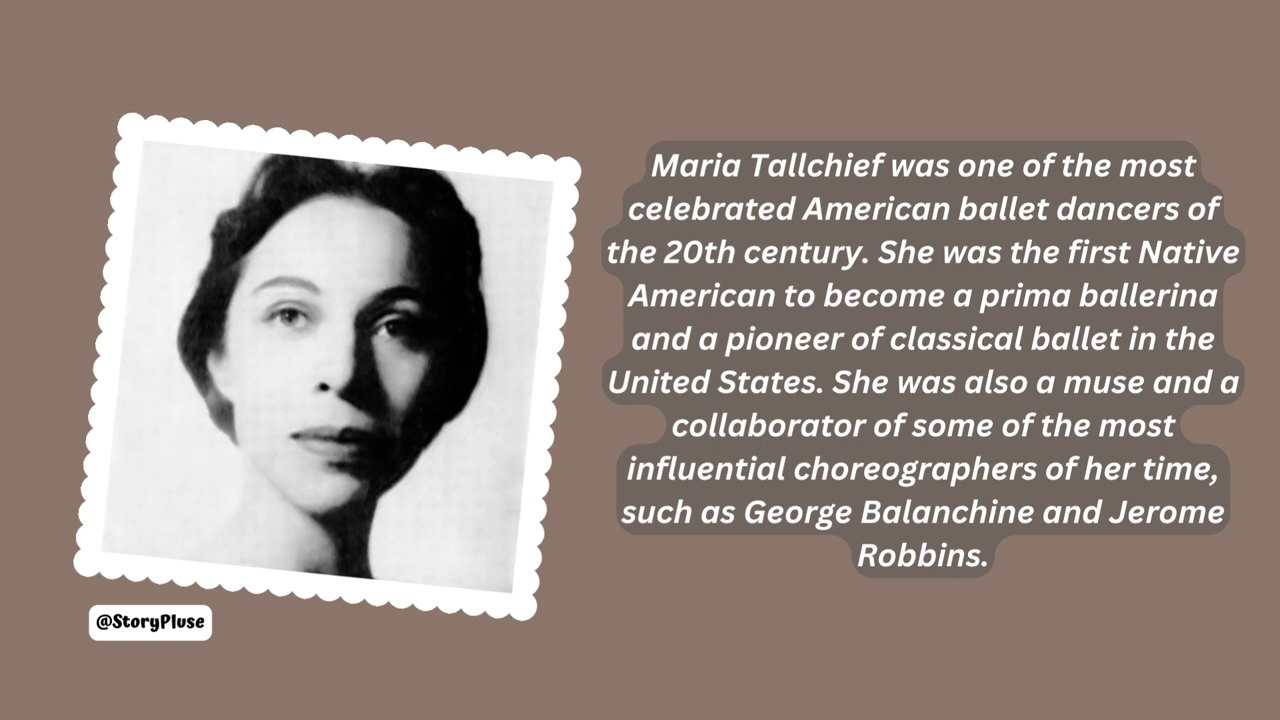 Maria Tallchief was one of the most
celebrated American ballet dancers of
the 20th century. She was the first Native
American to become a prima ballerina
and a pioneer of classical ballet in the
United States. She was also a muse and a
collaborator of some of the most
influential choreographers of her time,
such as George Balanchine and Jerome
Robbins.
@StoryPluse